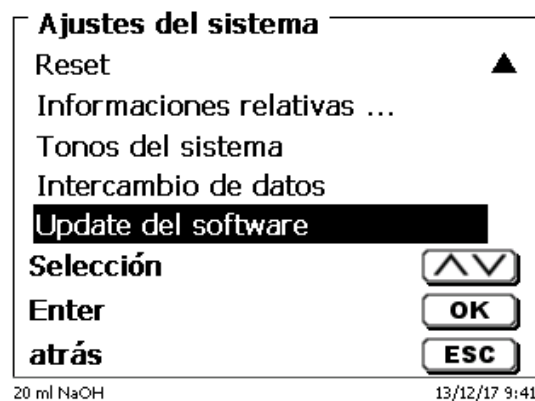 Ajustes del sistema
Reset
Informaciones relativas ...
Tonos del sistema
Intercambio de datos
Update del software
Selección
Enter OK
atrás ESC
20 ml NaOH 13/12/17 9:41